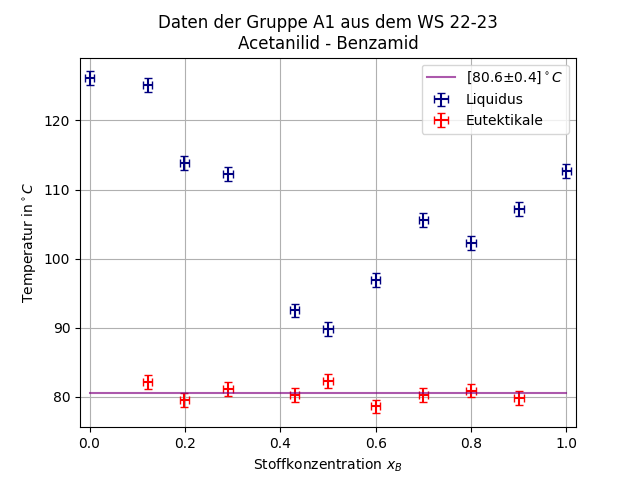 Daten der Gruppe A1 aus dem WS 22-23
Acetanilid - Benzamid
[80.6±0.4]°C
Liquidus
Eutektikale
Temperatur in°C
120
110
100
90
80
0.0 0.2 0.4 0.6 0.8 1.0
Stoffkonzentration x_B